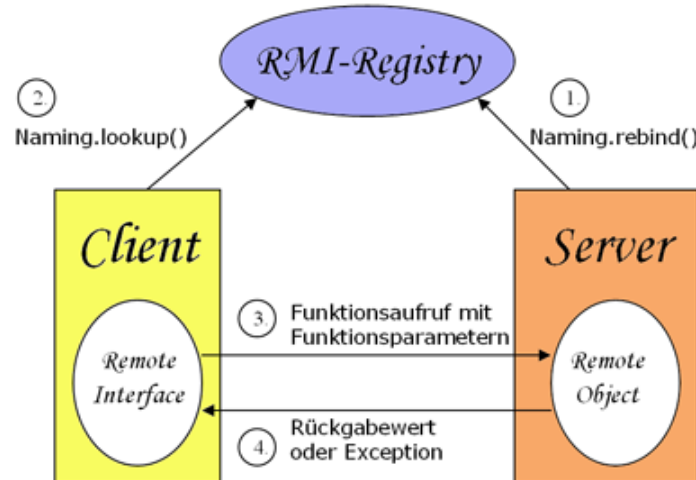 RMI-Registry
2.
Naming.lookup()
1.
Naming.rebind()
Client
Server
3.
Funktionsaufruf mit
Funktionsparametern
Remote
Interface
Remote
Object
4.
Rückgabewert
oder Exception